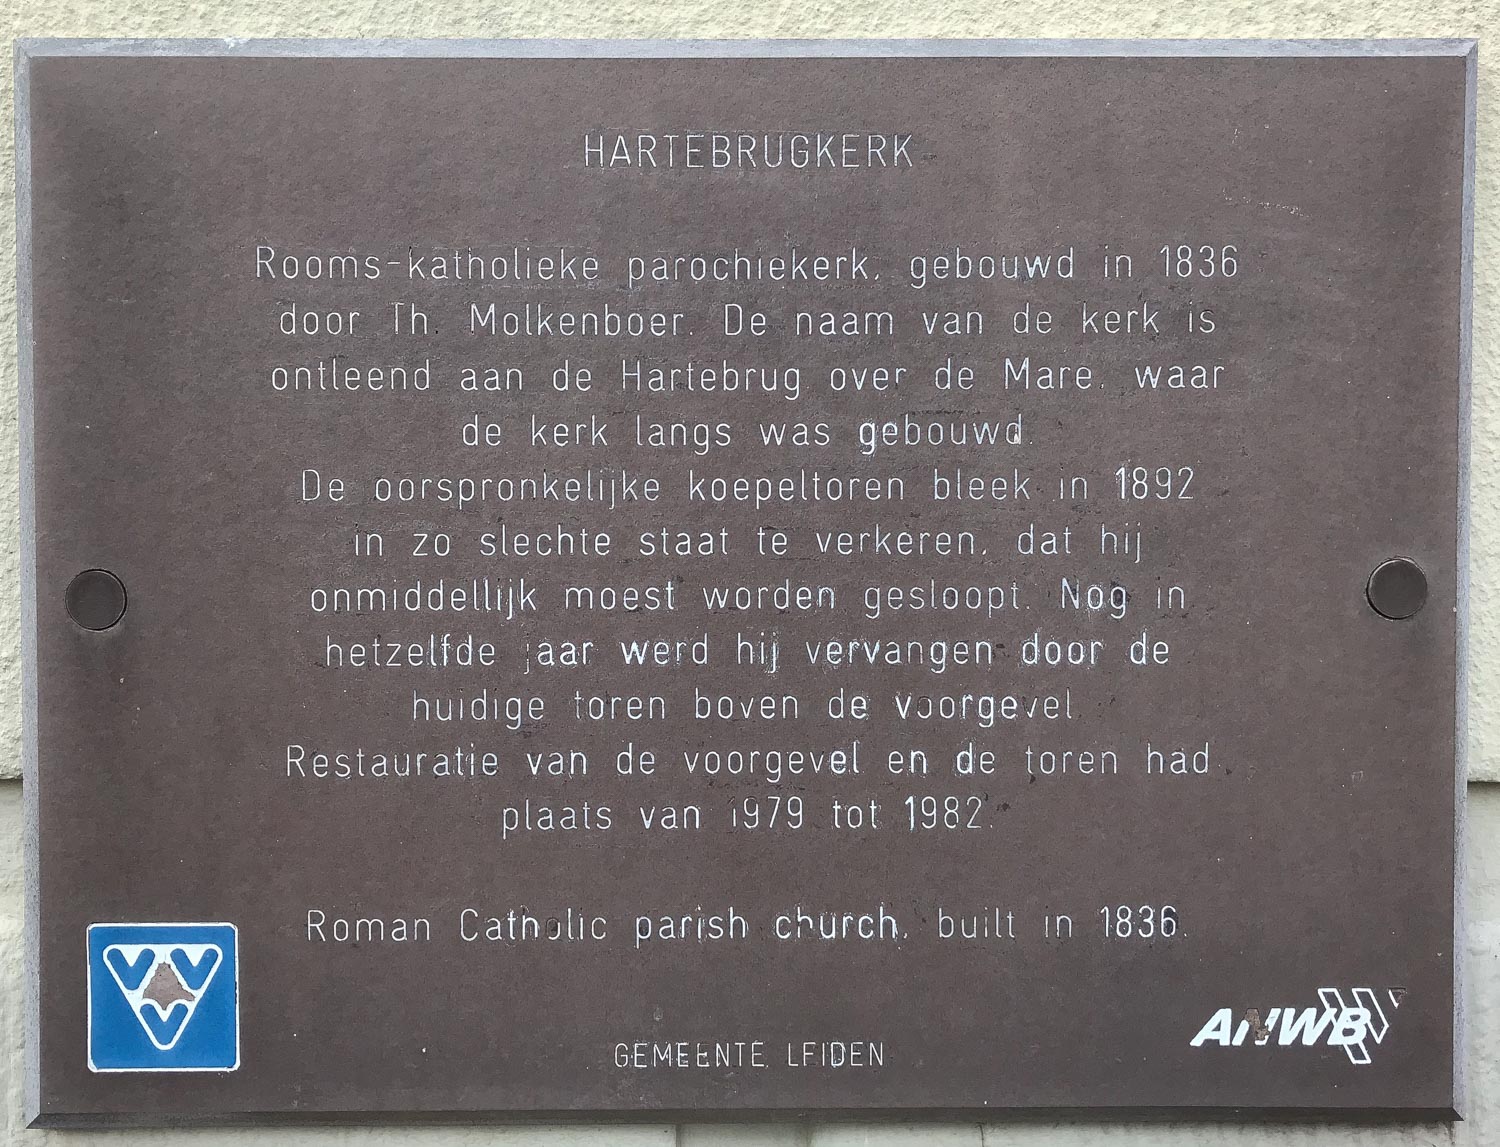 HARTEBRUGKERK
Rooms-katholieke parochiekerk, gebouwd in 1836
door Th. Molkenboer. De naam van de kerk is
ontleend aan de Hartebrug over de Mare, waar
de kerk langs was gebouwd.
De oorspronkelijke koepeltoren bleek in 1892
in zo slechte staat te verkeren, dat hij
onmiddellijk moest worden gesloopt. Nog in
hetzelfde jaar werd hij vervangen door de
huidige toren boven de voorgevel.
Restauratie van de voorgevel en de toren had
plaats van 1979 tot 1982.
Roman Catholic parish church, built in 1836.
ANWB
GEMEENTE LEIDEN